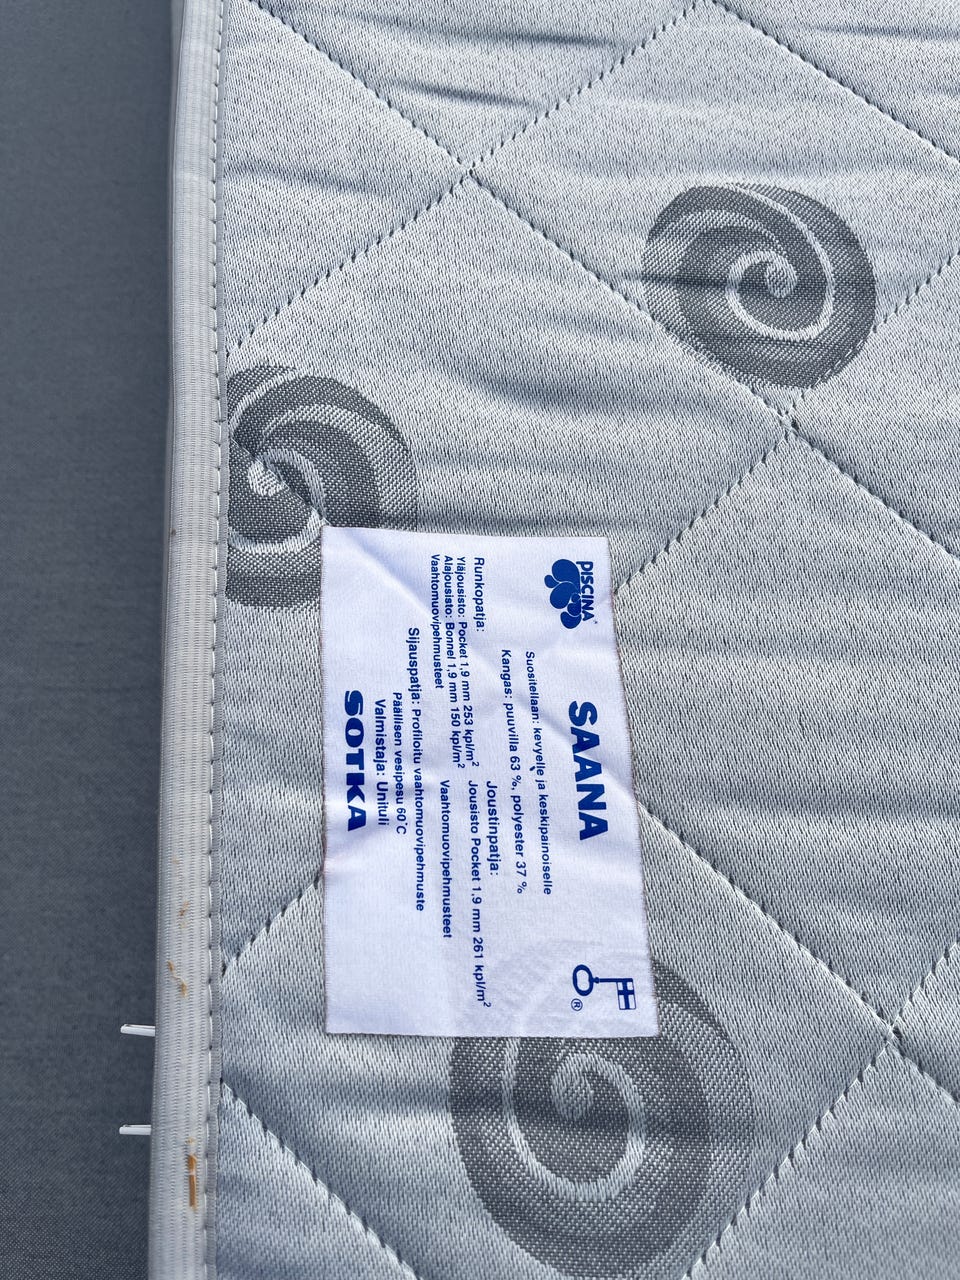 PISCINA®
SAANA
Suositellaan: kevyelle ja keskipainoiselle
Kangas: puuvilla 63 %, polyester 37 %
Runkopatja:
Yläjousisto: Pocket 1,9 mm 253 kpl/m²
Alajousisto: Bonnel 1,9 mm 150 kpl/m²
Vaahtomuovipehmusteet
Joustinpatja:
Jousisto Pocket 1,9 mm 261 kpl/m²
Vaahtomuovipehmusteet
Sijauspatja: Profiloitu vaahtomuovipehmuste
Päällisen vesipesu 60°C
Valmistaja: Unituli
SOTKA
®